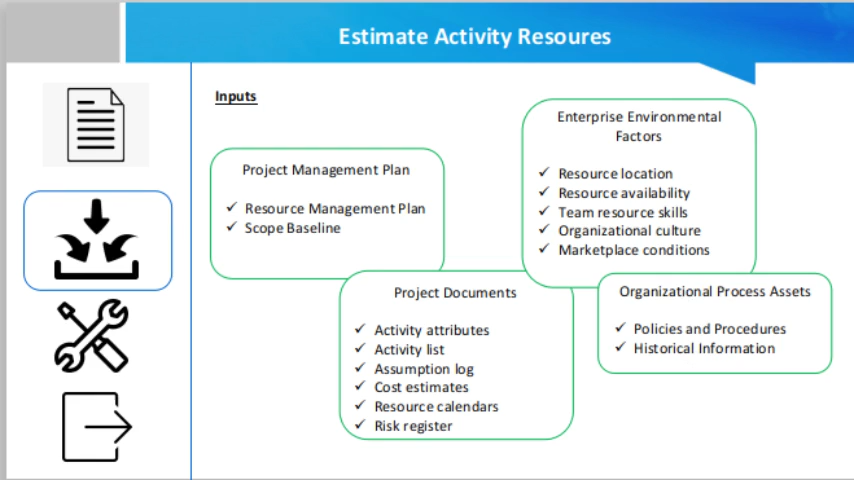 Estimate Activity Resoures
Inputs
Project Management Plan
✓ Resource Management Plan
✓ Scope Baseline
Enterprise Environmental
Factors
✓ Resource location
✓ Resource availability
✓ Team resource skills
✓ Organizational culture
✓ Marketplace conditions
Project Documents
✓ Activity attributes
✓ Activity list
✓ Assumption log
✓ Cost estimates
✓ Resource calendars
✓ Risk register
Organizational Process Assets
✓ Policies and Procedures
✓ Historical Information